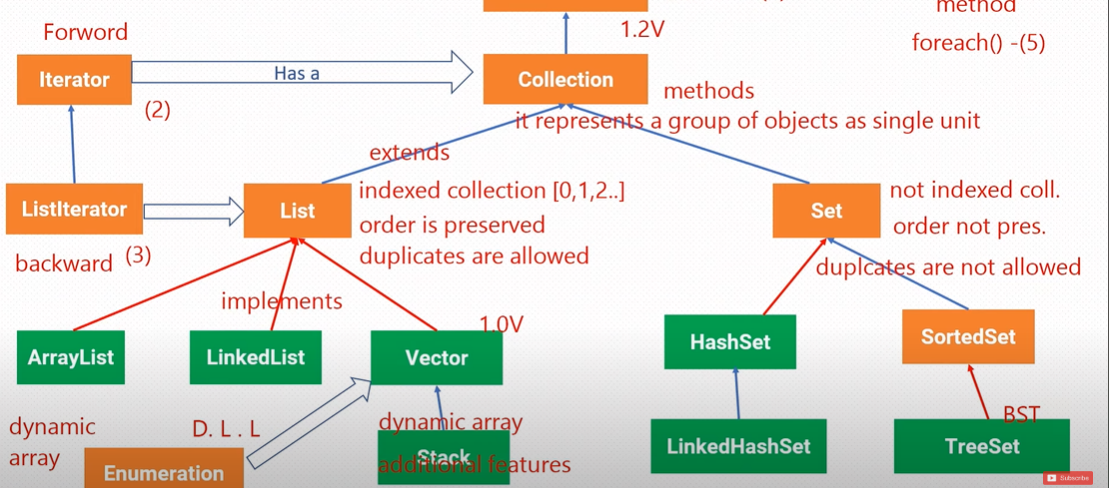 method
1.2V
foreach() -(5)
Forword
Iterator
Has a
Collection
(2)
methods
it represents a group of objects as single unit
extends
ListIterator
List
indexed collection [0,1,2..]
order is preserved
duplicates are allowed
Set
not indexed coll.
order not pres.
backward (3)
duplcates are not allowed
implements
1.0V
ArrayList
LinkedList
Vector
HashSet
SortedSet
dynamic
array
D. L . L
dynamic array
Stack
additional features
BST
LinkedHashSet
TreeSet
Enumeration
Subscribe